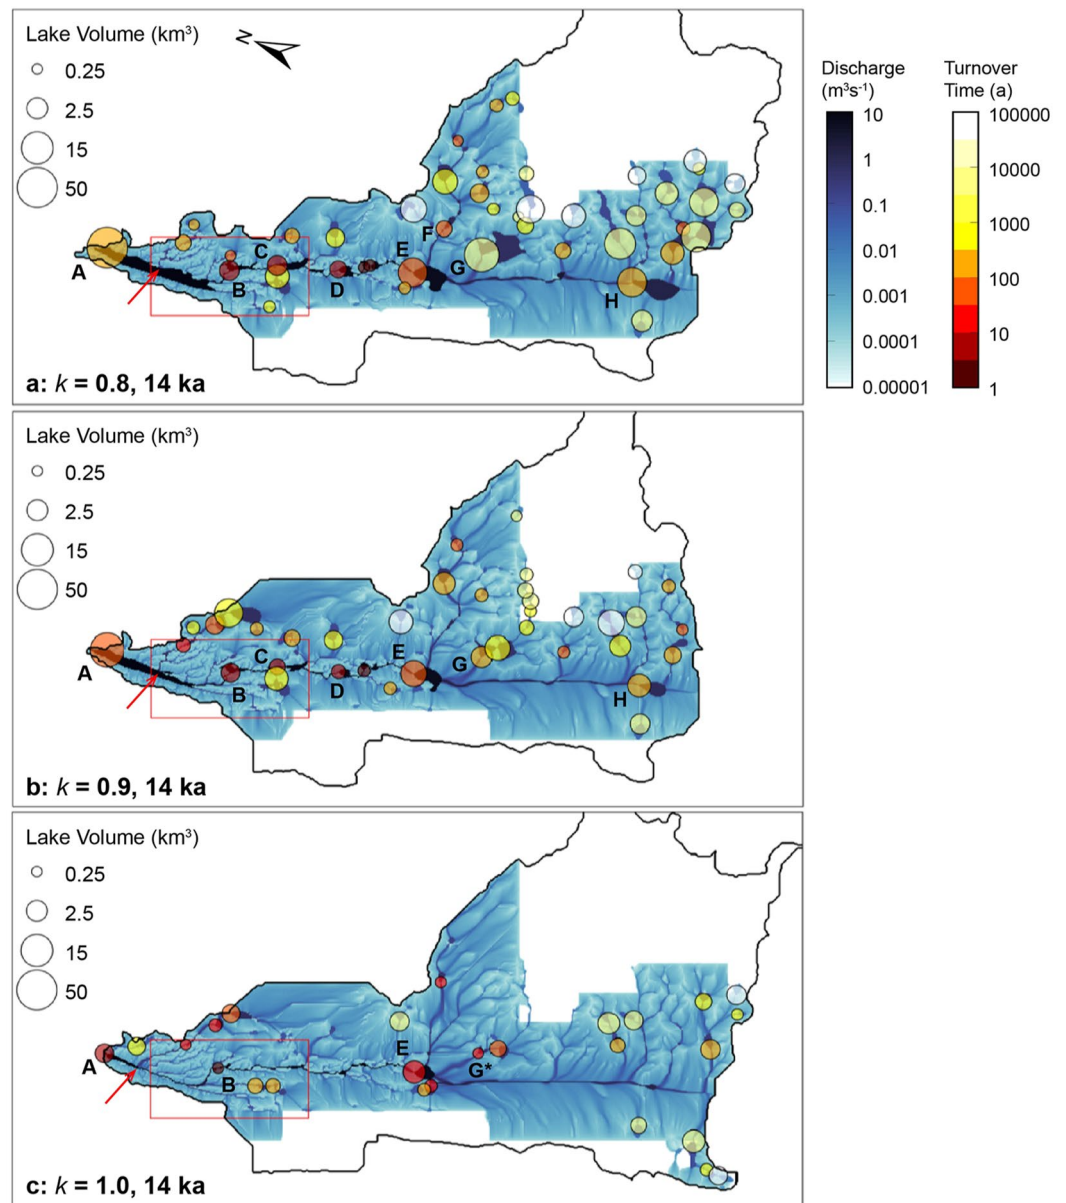 Lake Volume (km³)
0.25
2.5
15
50
N
A
B
C
D
E
F
G
H
a: k = 0.8, 14 ka
Discharge
(m³s⁻¹)
10
1
0.1
0.01
0.001
0.0001
0.00001
Turnover
Time (a)
100000
10000
1000
100
10
1
Lake Volume (km³)
0.25
2.5
15
50
A
B
C
D
E
G
H
b: k = 0.9, 14 ka
Lake Volume (km³)
0.25
2.5
15
50
A
B
E
G*
c: k = 1.0, 14 ka